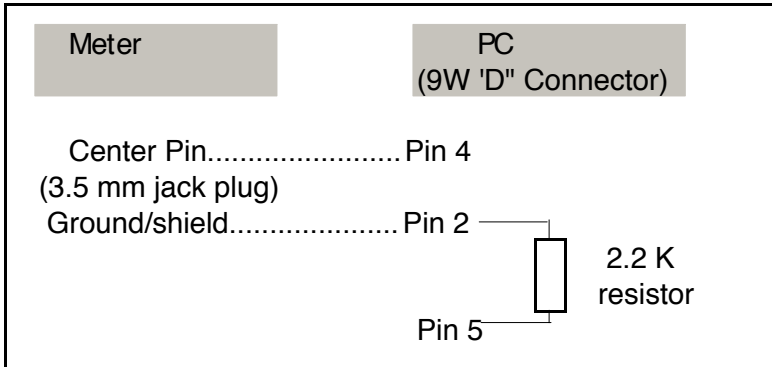 Meter PC
(9W 'D" Connector)
Center Pin........................Pin 4
(3.5 mm jack plug)
Ground/shield.....................Pin 2
2.2 K
resistor
Pin 5